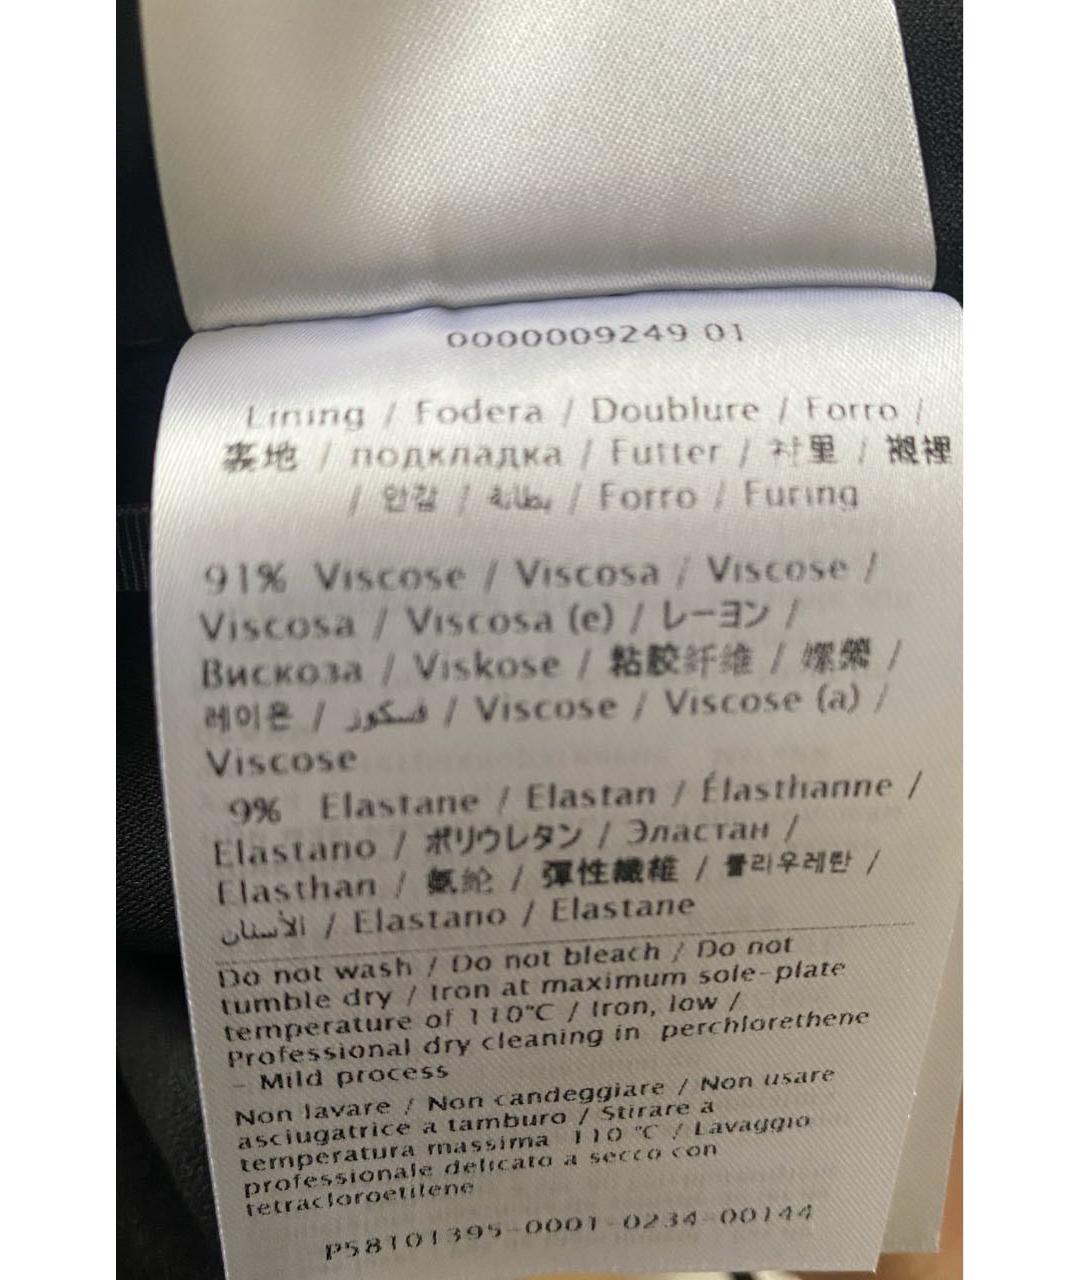 0000009249 01
Lining / Fodera / Doublure / Forro /
裏地 / подкладка / Futter / 衬里 / 襯裡
/ 안감 / بطانة / Forro / Furing
91% Viscose / Viscosa / Viscose /
Viscosa / Viscosa (e) / レーヨン /
Вискоза / Viskose / 粘胶纤维 / 嫘縈 /
레이온 / فسكوز / Viscose / Viscose (a) /
Viscose
9% Elastane / Elastan / Élasthanne /
Elastano / ポリウレタン / Эластан /
Elasthan / 氨纶 / 彈性纖維 / 폴리우레탄 /
الأستان / Elastano / Elastane
Do not wash / Do not bleach / Do not
tumble dry / Iron at maximum sole-plate
temperature of 110°C / Iron, low /
Professional dry cleaning in perchlorethene
- Mild process
Non lavare / Non candeggiare / Non usare
asciugatrice a tamburo / Stirare a
temperatura massima 110 °C / Lavaggio
professionale delicato a secco con
tetracloroetilene
P58101395-0001-0234-00144